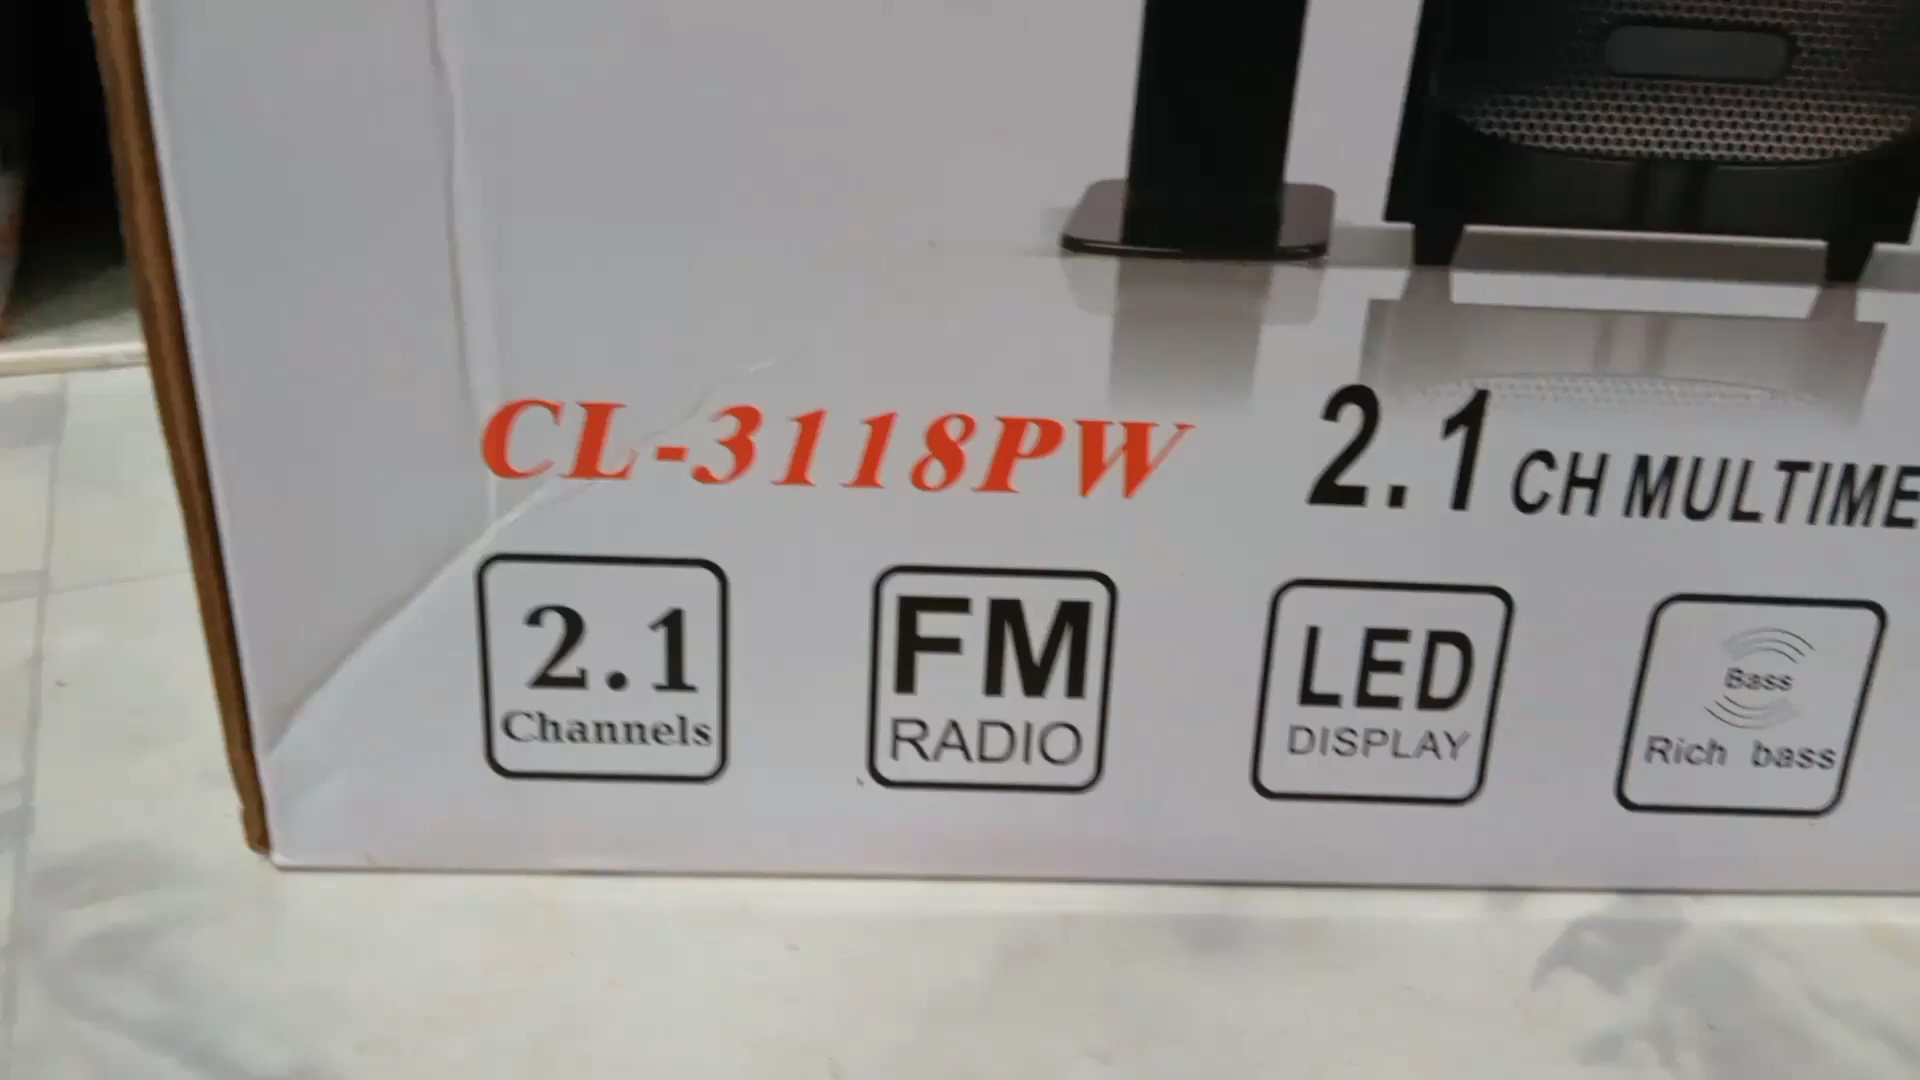 CL-3118PW 2.1 CH MULTIME
2.1
Channels
FM
RADIO
LED
DISPLAY
Bass
Rich bass